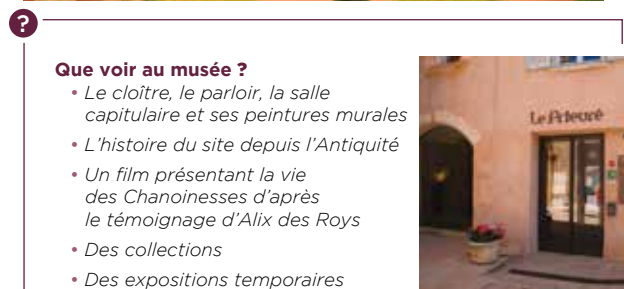 ?
Que voir au musée ?
• Le cloître, le parloir, la salle
capitulaire et ses peintures murales
• L'histoire du site depuis l'Antiquité
• Un film présentant la vie
des Chanoinesses d'après
le témoignage d'Alix des Roys
• Des collections
• Des expositions temporaires
Le Prieuré